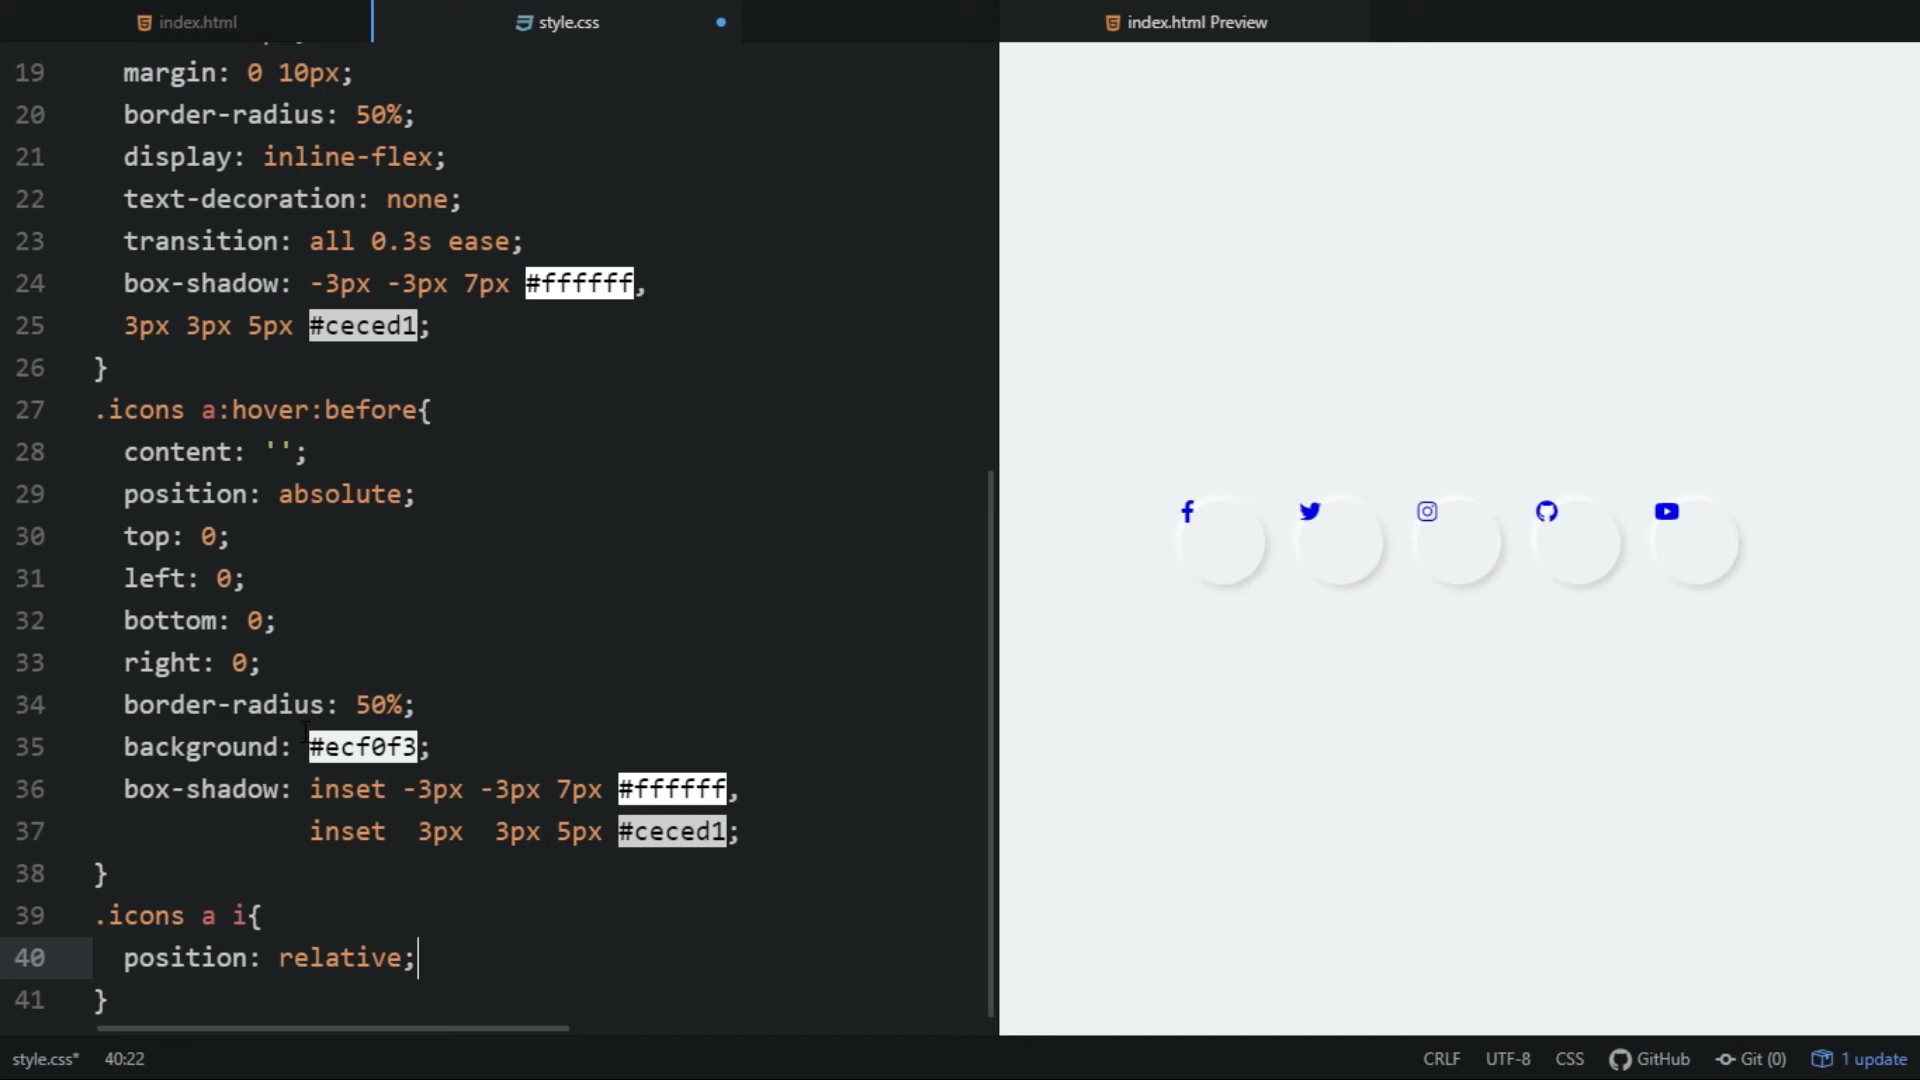 index.html
style.css
index.html Preview
19 margin: 0 10px;
20 border-radius: 50%;
21 display: inline-flex;
22 text-decoration: none;
23 transition: all 0.3s ease;
24 box-shadow: -3px -3px 7px #ffffff,
25 3px 3px 5px #ceced1;
26 }
27 .icons a:hover:before{
28 content: '';
29 position: absolute;
30 top: 0;
31 left: 0;
32 bottom: 0;
33 right: 0;
34 border-radius: 50%;
35 background: #ecf0f3;
36 box-shadow: inset -3px -3px 7px #ffffff,
37 inset 3px 3px 5px #ceced1;
38 }
39 .icons a i{
40 position: relative;
41 }
style.css* 40:22
CRLF UTF-8 CSS GitHub Git (0) 1 update